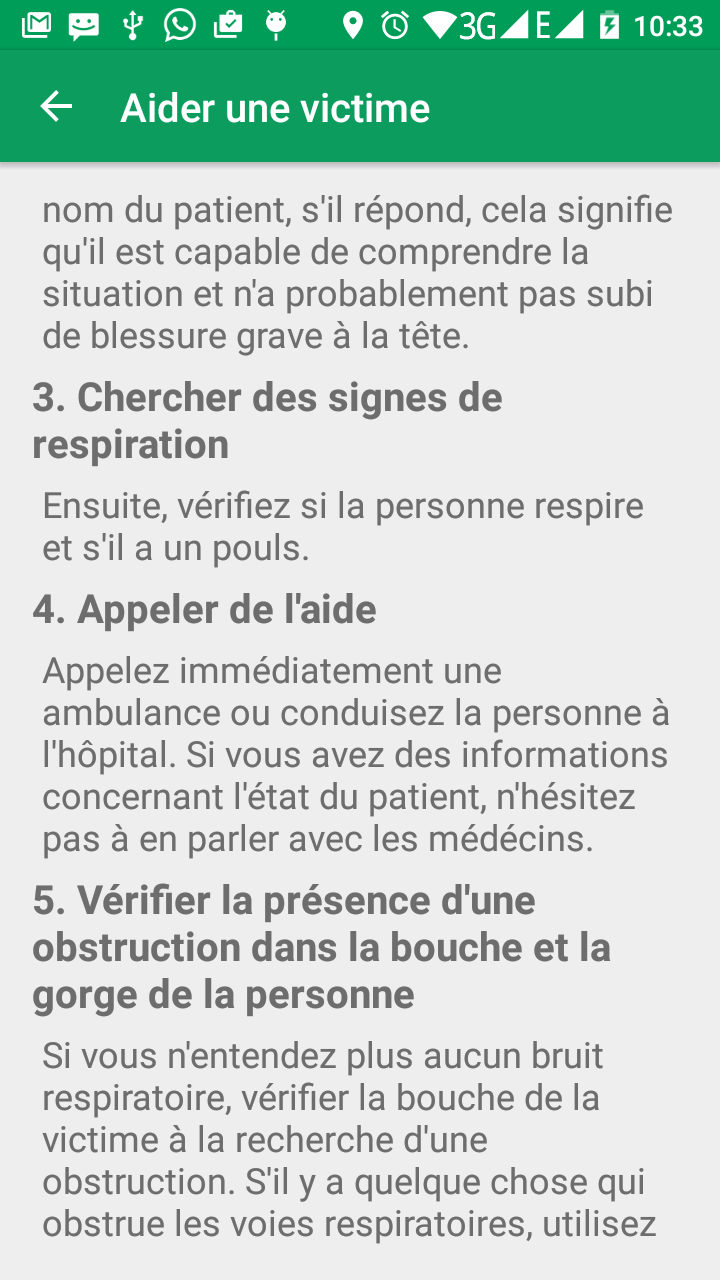 3G E 10:33
Aider une victime
nom du patient, s'il répond, cela signifie
qu'il est capable de comprendre la
situation et n'a probablement pas subi
de blessure grave à la tête.
3. Chercher des signes de
respiration
Ensuite, vérifiez si la personne respire
et s'il a un pouls.
4. Appeler de l'aide
Appelez immédiatement une
ambulance ou conduisez la personne à
l'hôpital. Si vous avez des informations
concernant l'état du patient, n'hésitez
pas à en parler avec les médécins.
5. Vérifier la présence d'une
obstruction dans la bouche et la
gorge de la personne
Si vous n'entendez plus aucun bruit
respiratoire, vérifier la bouche de la
victime à la recherche d'une
obstruction. S'il y a quelque chose qui
obstrue les voies respiratoires, utilisez